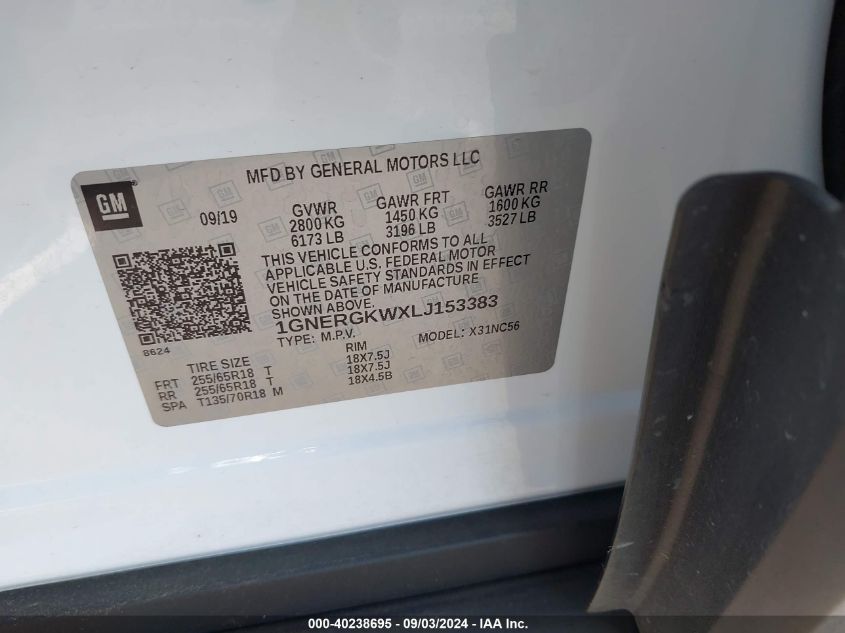 MFD BY GENERAL MOTORS LLC
GM
09/19 GVWR GAWR FRT GAWR RR
2800 KG 1450 KG 1600 KG
6173 LB 3196 LB 3527 LB
THIS VEHICLE CONFORMS TO ALL
APPLICABLE U.S. FEDERAL MOTOR
VEHICLE SAFETY STANDARDS IN EFFECT
ON THE DATE OF MANUFACTURE
SHOWN ABOVE.
1GNERGKWXLJ153383
TYPE: M.P.V. MODEL: X31NC56
8624
TIRE SIZE RIM
FRT 255/65R18 T 18X7.5J
RR 255/65R18 T 18X7.5J
SPA T135/70R18 M 18X4.5B
000-40238695 - 09/03/2024 - www.iaai.com